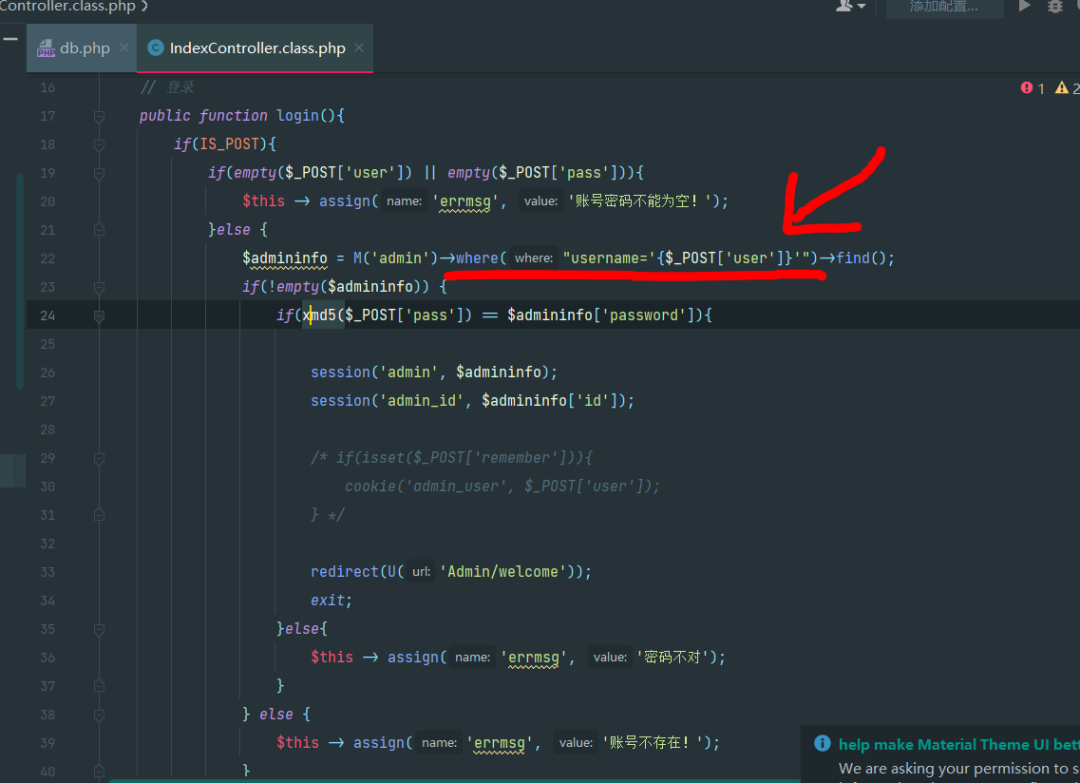 Controller.class.php
添加配置...
db.php
IndexController.class.php
16 // 登录
17 public function login(){
18 if(IS_POST){
19 if(empty($_POST['user']) || empty($_POST['pass'])){
20 $this → assign( name: 'errmsg', value: '账号密码不能为空! ');
21 }else {
22 $admininfo = M('admin')→where( where: "username='{$_POST['user']}'")→find();
23 if(!empty($admininfo)) {
24 if(xmd5($_POST['pass']) == $admininfo['password']){
25
26 session('admin', $admininfo);
27 session('admin_id', $admininfo['id']);
28
29 /* if(isset($_POST['remember'])){
30 cookie('admin_user', $_POST['user']);
31 } */
32
33 redirect(U( url: 'Admin/welcome'));
34 exit;
35 }else{
36 $this → assign( name: 'errmsg', value: '密码不对');
37 }
38 } else {
39 $this → assign( name: 'errmsg', value: '账号不存在! ');
40 }
1 2
help make Material Theme UI bett
We are asking your permission to s